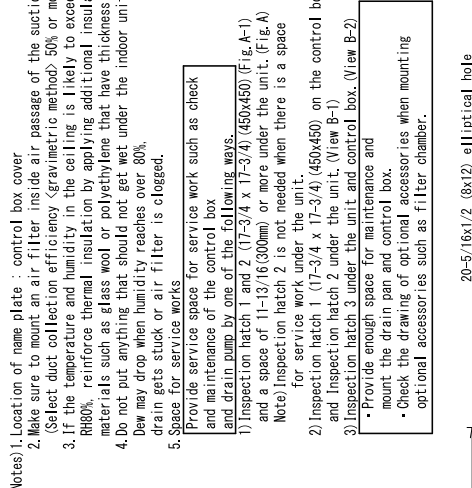 Notes) 1. Location of name plate : control box cover
2. Make sure to mount an air filter inside air passage of the suctio
(Select duct collection efficiency <gravimetric method> 50% or mo
3. If the temperature and humidity in the ceiling is likely to excee
RH80%, reinforce thermal insulation by applying additional insula
materials such as glass wool or polyethylene that have thickness
4. Do not put anything that should not get wet under the indoor uni
Dew may drop when humidity reaches over 80%.
drain gets stuck or air filter is clogged.
5. Space for service works
Provide service space for service work such as check
and maintenance of the control box
and drain pump by one of the following ways.
1) Inspection hatch 1 and 2 (17-3/4 x 17-3/4) (450x450) (Fig. A-1)
and a space of 11-13/16(300mm) or more under the unit. (Fig. A)
Note) Inspection hatch 2 is not needed when there is a space
for service work under the unit.
2) Inspection hatch 1 (17-3/4 x 17-3/4) (450x450) on the control bo
and Inspection hatch 2 under the unit. (View B-1)
3) Inspection hatch 3 under the unit and control box. (View B-2)
・Provide enough space for maintenance and
mount the drain pan and control box.
・Check the drawing of optional accessories when mounting
optional accessories such as filter chamber.
20-5/16x1/2 (8x12) elliptical hole
7